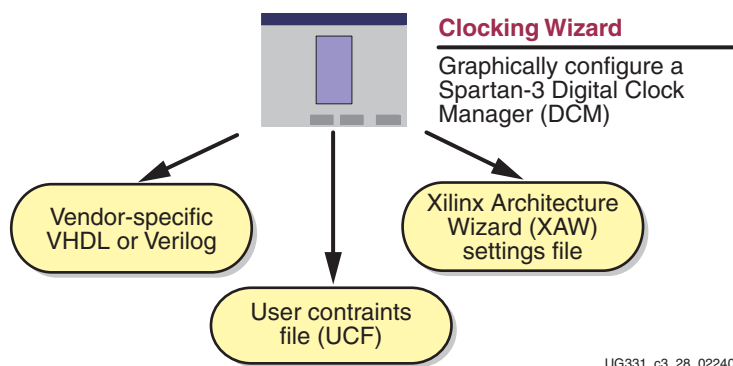 Clocking Wizard
Graphically configure a
Spartan-3 Digital Clock
Manager (DCM)
Vendor-specific
VHDL or Verilog
Xilinx Architecture
Wizard (XAW)
settings file
User contraints
file (UCF)
UG331_c3_28_02240